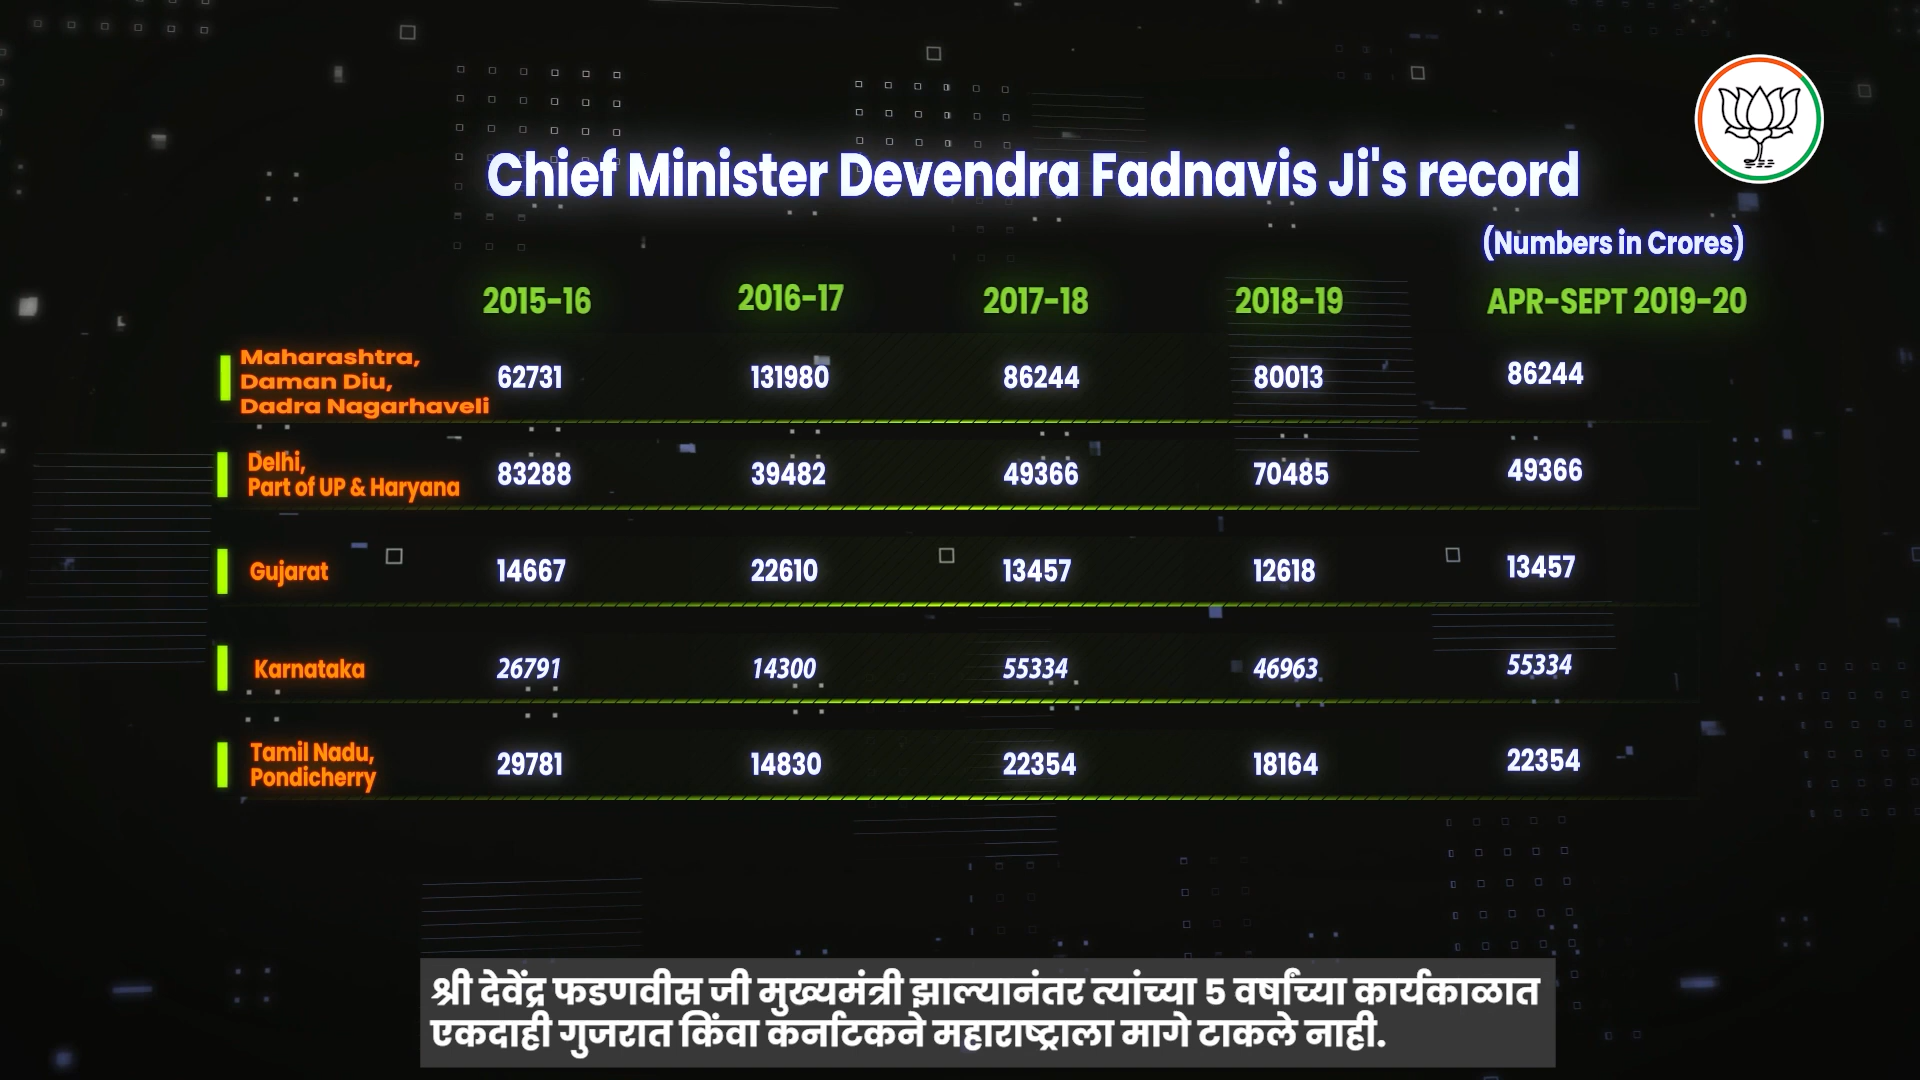 Chief Minister Devendra Fadnavis Ji's record
(Numbers in Crores)
2015-16 2016-17 2017-18 2018-19 APR-SEPT 2019-20
Maharashtra,
Daman Diu,
Dadra Nagarhaveli
62731 131980 86244 80013 86244
Delhi,
Part of UP & Haryana
83288 39482 49366 70485 49366
Gujarat 14667 22610 13457 12618 13457
Karnataka 26791 14300 55334 46963 55334
Tamil Nadu,
Pondicherry
29781 14830 22354 18164 22354
श्री देवेंद्र फडणवीस जी मुख्यमंत्री झाल्यानंतर त्यांच्या 5 वर्षांच्या कार्यकाळात
एकदाही गुजरात किंवा कर्नाटकने महाराष्ट्राला मागे टाकले नाही.